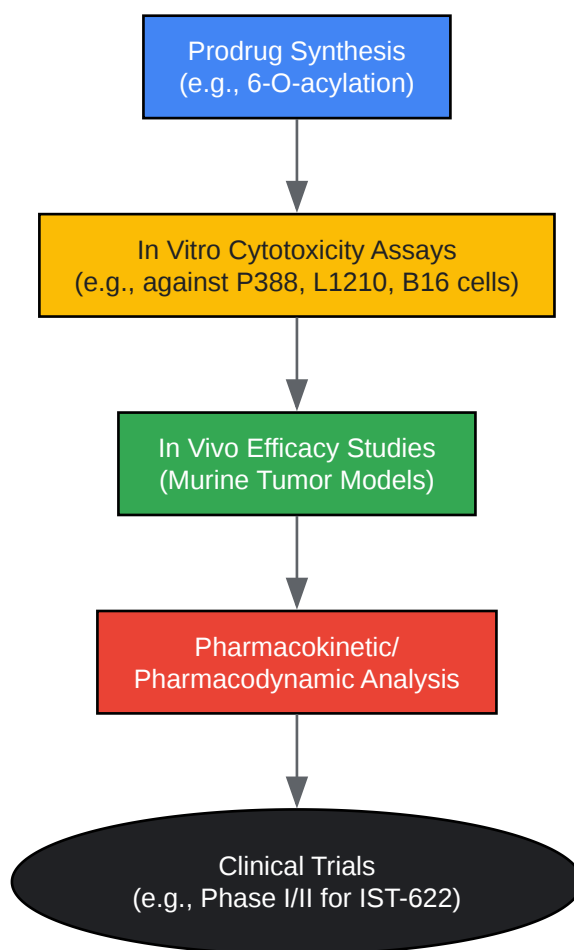 Prodrug Synthesis
(e.g., 6-O-acylation)
In Vitro Cytotoxicity Assays
(e.g., against P388, L1210, B16 cells)
In Vivo Efficacy Studies
(Murine Tumor Models)
Pharmacokinetic/
Pharmacodynamic Analysis
Clinical Trials
(e.g., Phase I/II for IST-622)